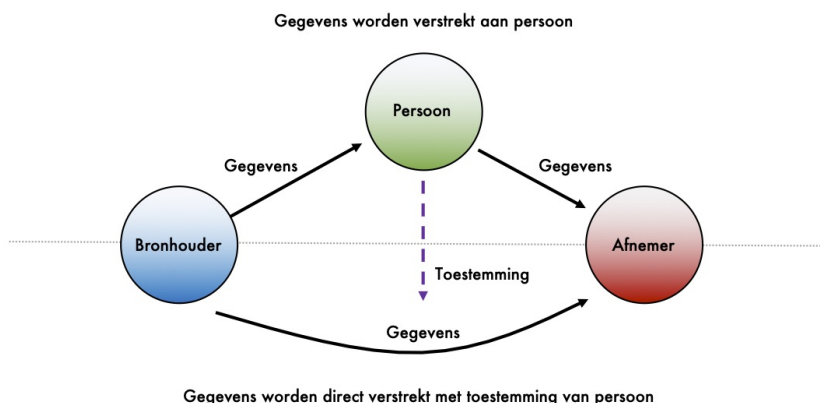 Gegevens worden verstrekt aan persoon
Persoon
Gegevens
Gegevens
Bronhouder
Afnemer
Toestemming
Gegevens
Gegevens worden direct verstrekt met toestemming van persoon